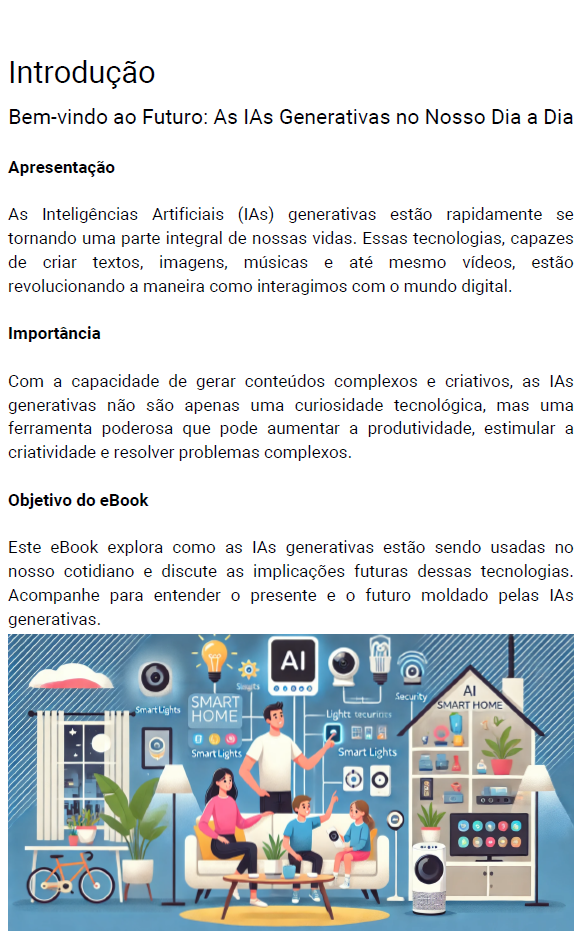 Introdução
Bem-vindo ao Futuro: As IAs Generativas no Nosso Dia a Dia
Apresentação
As Inteligências Artificiais (IAs) generativas estão rapidamente se
tornando uma parte integral de nossas vidas. Essas tecnologias, capazes
de criar textos, imagens, músicas e até mesmo vídeos, estão
revolucionando a maneira como interagimos com o mundo digital.
Importância
Com a capacidade de gerar conteúdos complexos e criativos, as IAs
generativas não são apenas uma curiosidade tecnológica, mas uma
ferramenta poderosa que pode aumentar a produtividade, estimular a
criatividade e resolver problemas complexos.
Objetivo do eBook
Este eBook explora como as IAs generativas estão sendo usadas no
nosso cotidiano e discute as implicações futuras dessas tecnologias.
Acompanhe para entender o presente e o futuro moldado pelas IAs
generativas.
AI
Smart Lights
SMART
HOME
Smart Lights
Security
Smart Lights
AI
SMART HOME